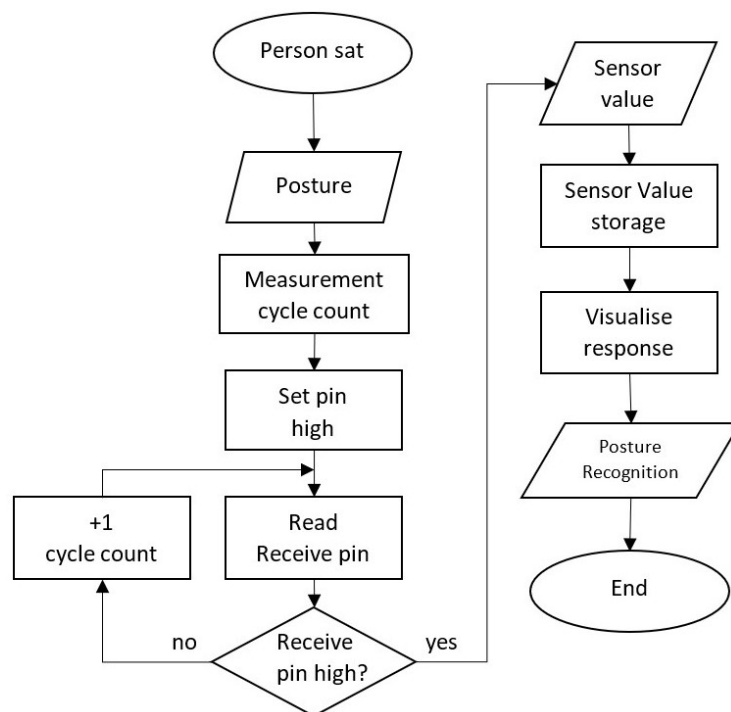 Person sat
Posture
Measurement
cycle count
Set pin
high
+1
cycle count
Read
Receive pin
no
Receive
pin high?
yes
Sensor
value
Sensor Value
storage
Visualise
response
Posture
Recognition
End